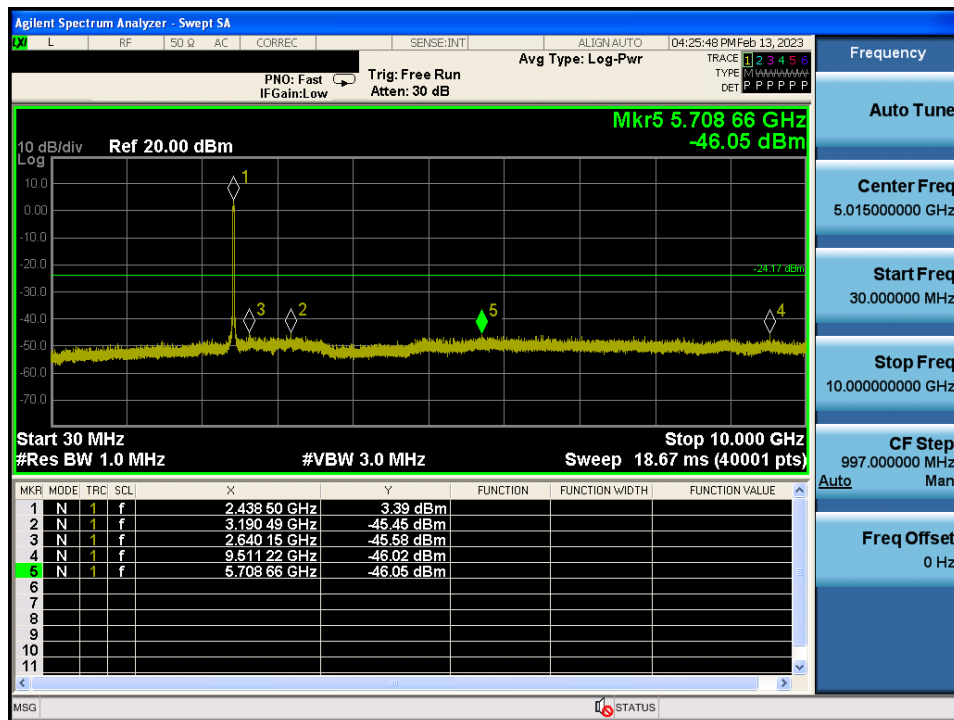 Agilent Spectrum Analyzer - Swept SA
LXI L RF 50 Ω AC CORREC SENSE:INT ALIGN AUTO 04:25:48 PM Feb 13, 2023
Avg Type: Log-Pwr
TRACE 1 2 3 4 5 6
PNO: Fast Trig: Free Run TYPE M WWWWW
IFGain:Low Atten: 30 dB DET P P P P P P
Mkr5 5.708 66 GHz
-46.05 dBm
10 dB/div Ref 20.00 dBm
Log
10.0
0.00
-10.0
-20.0
-24.17 dBm
-30.0
-40.0
-50.0
-60.0
-70.0
1
3 2 5 4
Start 30 MHz Stop 10.000 GHz
#Res BW 1.0 MHz #VBW 3.0 MHz Sweep 18.67 ms (40001 pts)
MKR MODE TRC SCL X Y FUNCTION FUNCTION WIDTH FUNCTION VALUE
1 N 1 f 2.438 50 GHz 3.39 dBm
2 N 1 f 3.190 49 GHz -45.45 dBm
3 N 1 f 2.640 15 GHz -45.58 dBm
4 N 1 f 9.511 22 GHz -46.02 dBm
5 N 1 f 5.708 66 GHz -46.05 dBm
6
7
8
9
10
11
MSG STATUS
Frequency
Auto Tune
Center Freq
5.015000000 GHz
Start Freq
30.000000 MHz
Stop Freq
10.000000000 GHz
CF Step
997.000000 MHz
Auto Man
Freq Offset
0 Hz